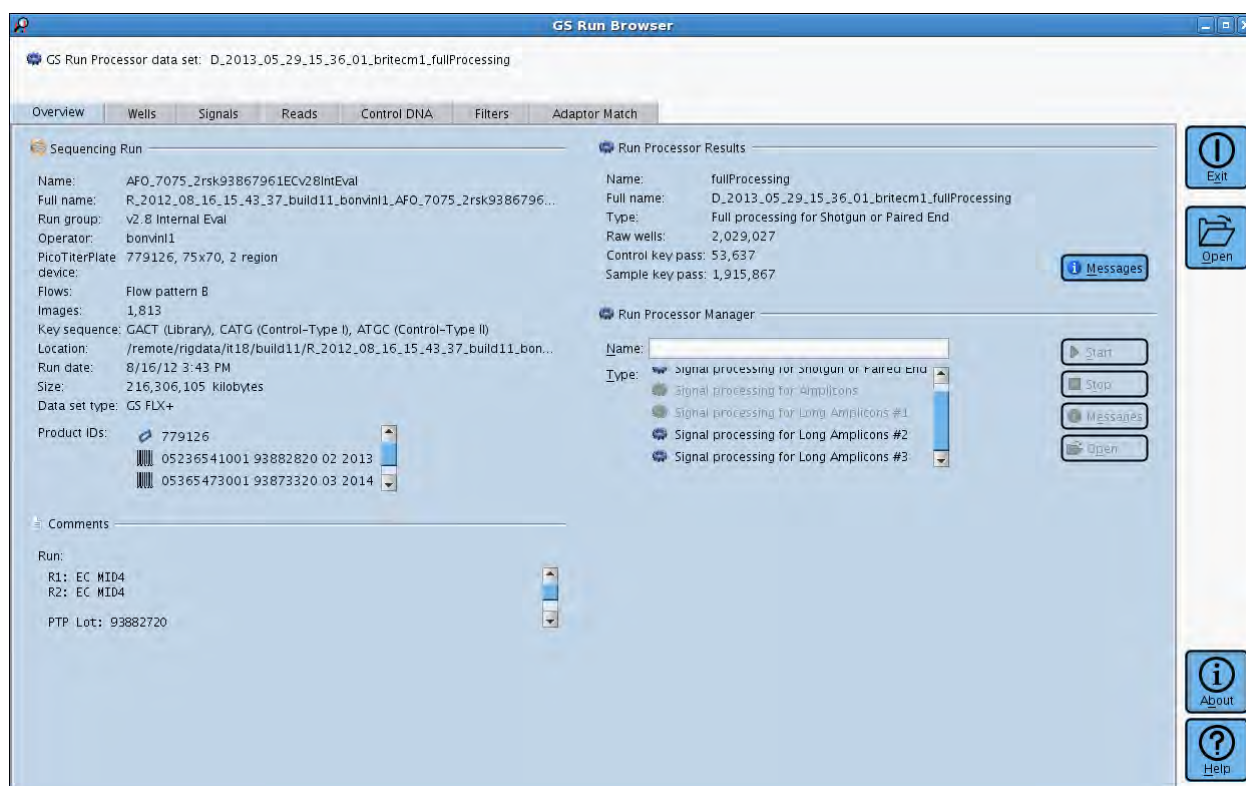 GS Run Browser
GS Run Processor data set: D_2013_05_29_15_36_01_britecm1_fullProcessing
Overview Wells Signals Reads Control DNA Filters Adaptor Match
Sequencing Run
Name: AFO_7075_2rsk93867961ECv28IntEval
Full name: R_2012_08_16_15_43_37_build11_bonvinl1_AFO_7075_2rsk9386796...
Run group: v2.8 Internal Eval
Operator: bonvinl1
PicoTiterPlate device: 779126, 75x70, 2 region
Flows: Flow pattern B
Images: 1,813
Key sequence: GACT (Library), CATG (Control-Type I), ATGC (Control-Type II)
Location: /remote/rigdata/it18/build11/R_2012_08_16_15_43_37_build11_bon...
Run date: 8/16/12 3:43 PM
Size: 216,306,105 kilobytes
Data set type: GS FLX+
Product IDs: 779126
05236541001 93882820 02 2013
05365473001 93873320 03 2014
Comments
Run:
R1: EC MID4
R2: EC MID4
PTP Lot: 93882720
Run Processor Results
Name: fullProcessing
Full name: D_2013_05_29_15_36_01_britecm1_fullProcessing
Type: Full processing for Shotgun or Paired End
Raw wells: 2,029,027
Control key pass: 53,637
Sample key pass: 1,915,867
Messages
Run Processor Manager
Name:
Type: Signal processing for Shotgun or Paired End
Signal processing for Amplicons
Signal processing for Long Amplicons #1
Signal processing for Long Amplicons #2
Signal processing for Long Amplicons #3
Start
Stop
Messages
Open
Exit
Open
About
Help